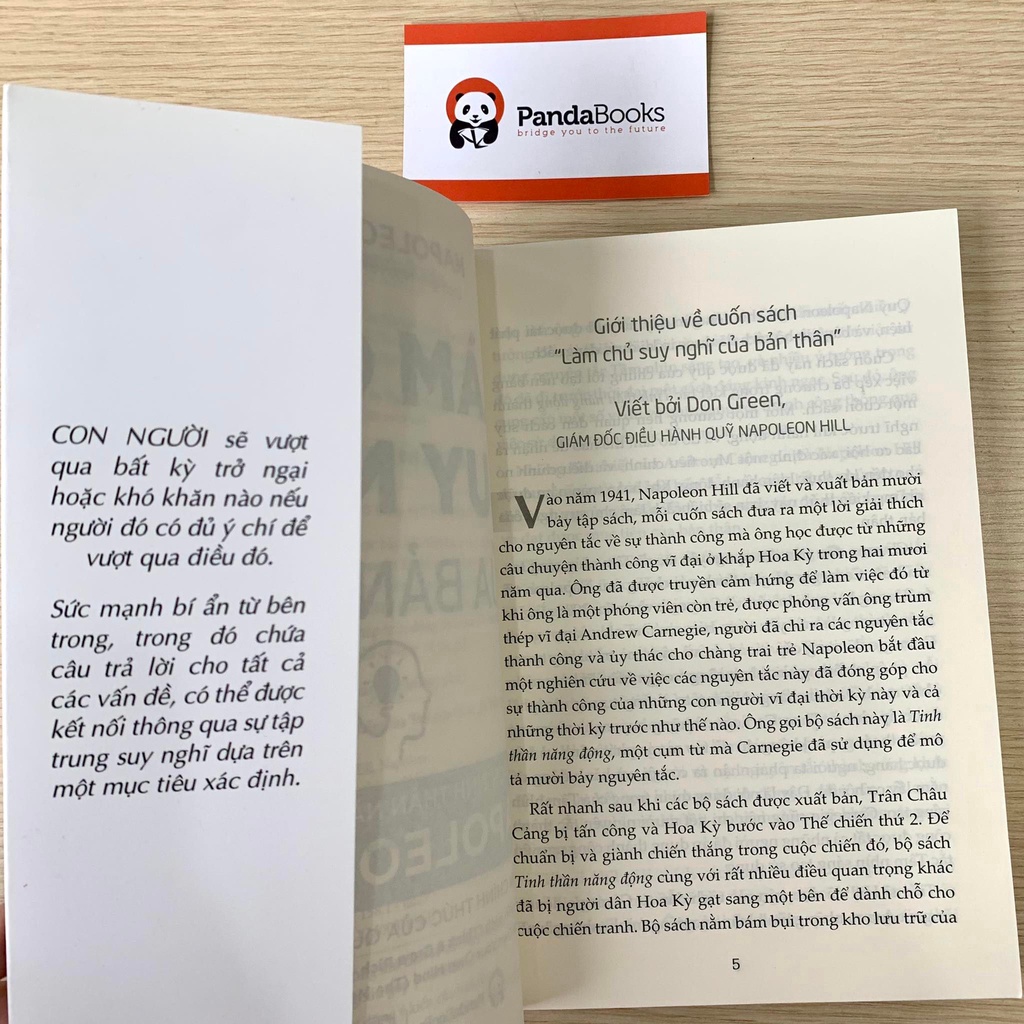 PandaBooks
bridge you to the future
CON NGƯỜI sẽ vượt
qua bất kỳ trở ngại
hoặc khó khăn nào nếu
người đó có đủ ý chí để
vượt qua điều đó.
Sức mạnh bí ẩn từ bên
trong, trong đó chứa
câu trả lời cho tất cả
các vấn đề, có thể được
kết nối thông qua sự tập
trung suy nghĩ dựa trên
một mục tiêu xác định.
Giới thiệu về cuốn sách
“Làm chủ suy nghĩ của bản thân”
Viết bởi Don Green,
GIÁM ĐỐC ĐIỀU HÀNH QUỸ NAPOLEON HILL
Vào năm 1941, Napoleon Hill đã viết và xuất bản mười
bảy tập sách, mỗi cuốn sách đưa ra một lời giải thích
cho nguyên tắc về sự thành công mà ông học được từ những
câu chuyện thành công vĩ đại ở khắp Hoa Kỳ trong hai mươi
năm qua. Ông đã được truyền cảm hứng để làm việc đó từ
khi ông là một phóng viên còn trẻ, được phỏng vấn ông trùm
thép vĩ đại Andrew Carnegie, người đã chỉ ra các nguyên tắc
thành công và ủy thác cho chàng trai trẻ Napoleon bắt đầu
một nghiên cứu về việc các nguyên tắc này đã đóng góp cho
sự thành công của những con người vĩ đại thời kỳ này và cả
những thời kỳ trước như thế nào. Ông gọi bộ sách này là Tinh
thần năng động, một cụm từ mà Carnegie đã sử dụng để mô
tả mười bảy nguyên tắc.
Rất nhanh sau khi các bộ sách được xuất bản, Trân Châu
Cảng bị tấn công và Hoa Kỳ bước vào Thế chiến thứ 2. Để
chuẩn bị và giành chiến thắng trong cuộc chiến đó, bộ sách
Tinh thần năng động cùng với rất nhiều điều quan trọng khác
đã bị người dân Hoa Kỳ gạt sang một bên để dành chỗ cho
cuộc chiến tranh. Bộ sách nằm bám bụi trong kho lưu trữ của
5